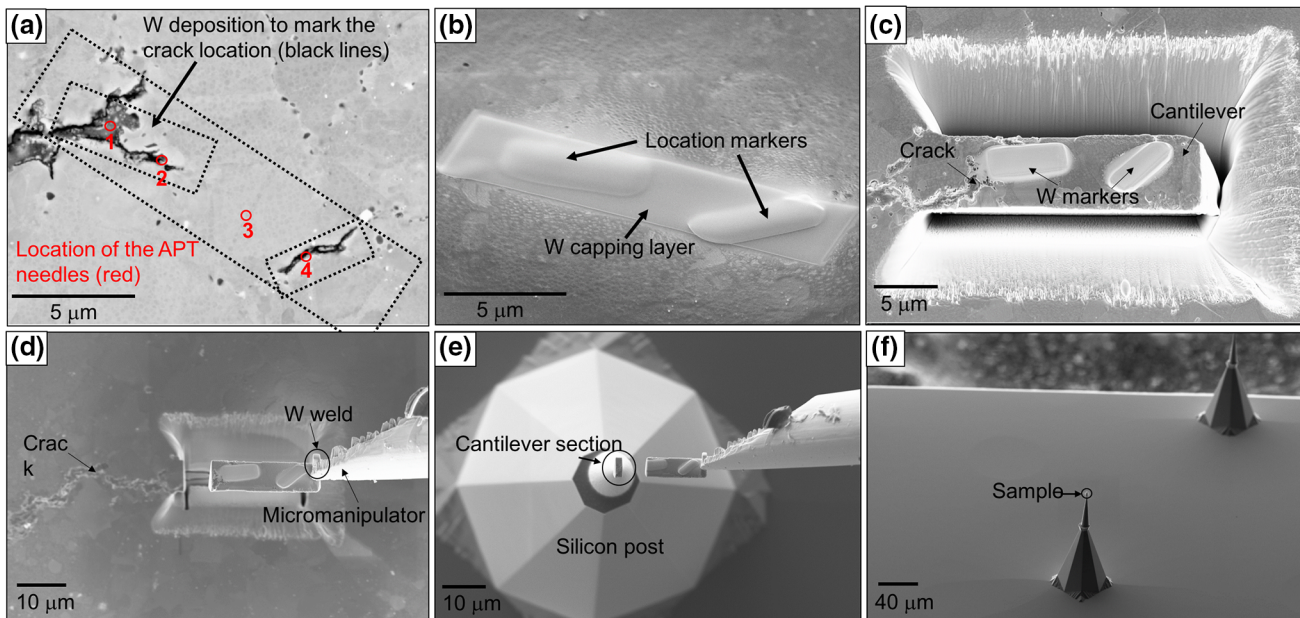 (a)
W deposition to mark the
crack location (black lines)
1
2
3
4
Location of the APT
needles (red)
5 μm
(b)
Location markers
W capping layer
5 μm
(c)
Cantilever
Crack
W markers
5 μm
(d)
W weld
Crac
k
Micromanipulator
10 μm
(e)
Cantilever section
Silicon post
10 μm
(f)
Sample
40 μm